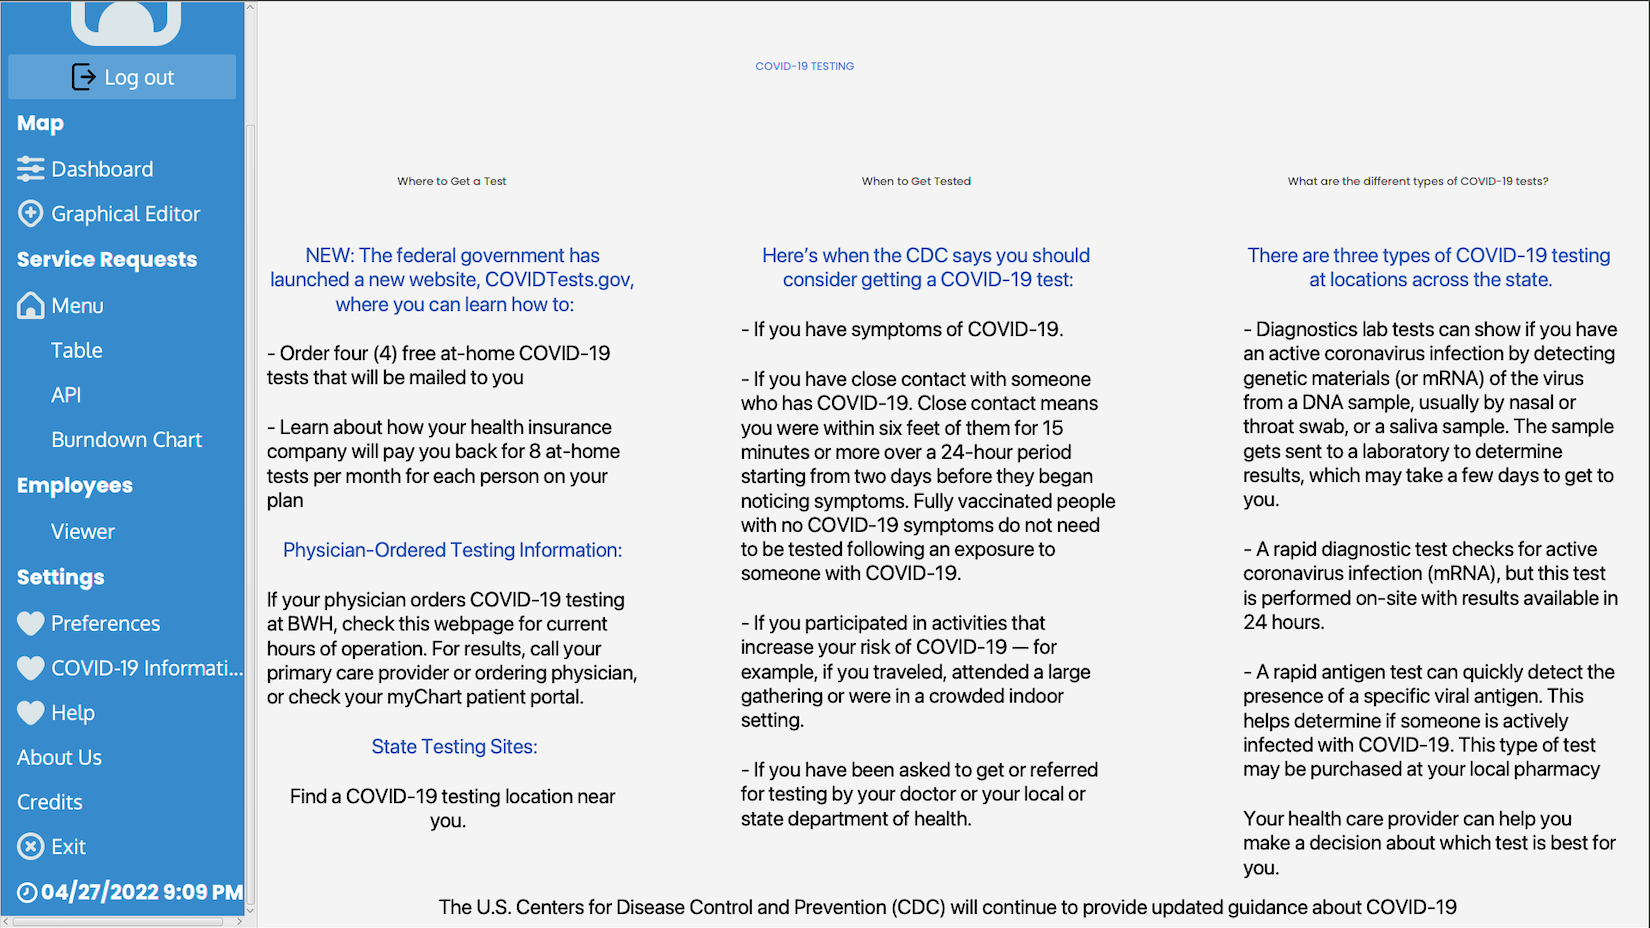 Log out
Map
Dashboard
Graphical Editor
Service Requests
Menu
Table
API
Burndown Chart
Employees
Viewer
Settings
Preferences
COVID-19 Informati...
Help
About Us
Credits
Exit
04/27/2022 9:09 PM
COVID-19 TESTING
Where to Get a Test
NEW: The federal government has
launched a new website, COVIDTests.gov,
where you can learn how to:
- Order four (4) free at-home COVID-19
tests that will be mailed to you
- Learn about how your health insurance
company will pay you back for 8 at-home
tests per month for each person on your
plan
Physician-Ordered Testing Information:
If your physician orders COVID-19 testing
at BWH, check this webpage for current
hours of operation. For results, call your
primary care provider or ordering physician,
or check your myChart patient portal.
State Testing Sites:
Find a COVID-19 testing location near
you.
When to Get Tested
Here's when the CDC says you should
consider getting a COVID-19 test:
- If you have symptoms of COVID-19.
- If you have close contact with someone
who has COVID-19. Close contact means
you were within six feet of them for 15
minutes or more over a 24-hour period
starting from two days before they began
noticing symptoms. Fully vaccinated people
with no COVID-19 symptoms do not need
to be tested following an exposure to
someone with COVID-19.
- If you participated in activities that
increase your risk of COVID-19 — for
example, if you traveled, attended a large
gathering or were in a crowded indoor
setting.
- If you have been asked to get or referred
for testing by your doctor or your local or
state department of health.
What are the different types of COVID-19 tests?
There are three types of COVID-19 testing
at locations across the state.
- Diagnostics lab tests can show if you have
an active coronavirus infection by detecting
genetic materials (or mRNA) of the virus
from a DNA sample, usually by nasal or
throat swab, or a saliva sample. The sample
gets sent to a laboratory to determine
results, which may take a few days to get to
you.
- A rapid diagnostic test checks for active
coronavirus infection (mRNA), but this test
is performed on-site with results available in
24 hours.
- A rapid antigen test can quickly detect the
presence of a specific viral antigen. This
helps determine if someone is actively
infected with COVID-19. This type of test
may be purchased at your local pharmacy
Your health care provider can help you
make a decision about which test is best for
you.
The U.S. Centers for Disease Control and Prevention (CDC) will continue to provide updated guidance about COVID-19